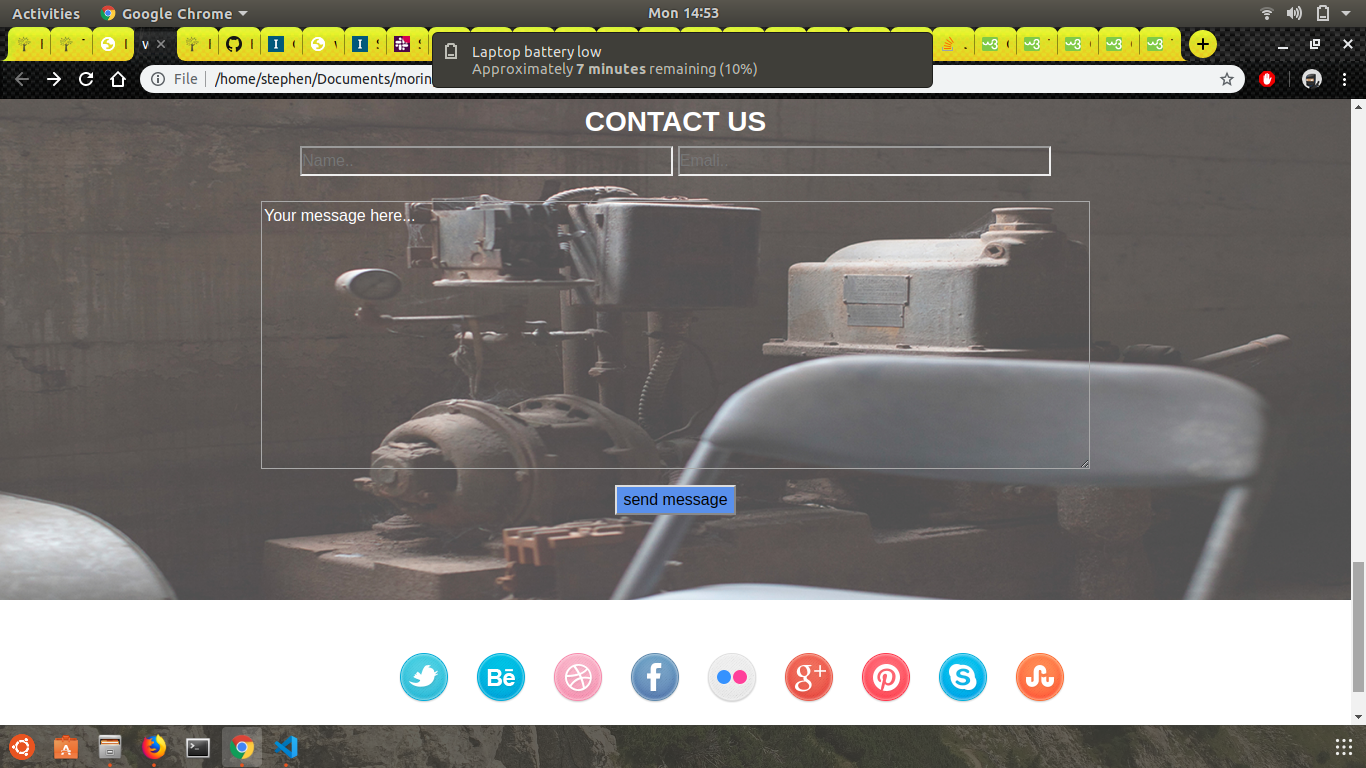 Activities
Google Chrome
Mon 14:53
Laptop battery low
Approximately 7 minutes remaining (10%)
File
/home/stephen/Documents/morin
CONTACT US
Name..
Email..
Your message here...
send message
Bē
f
g+
S